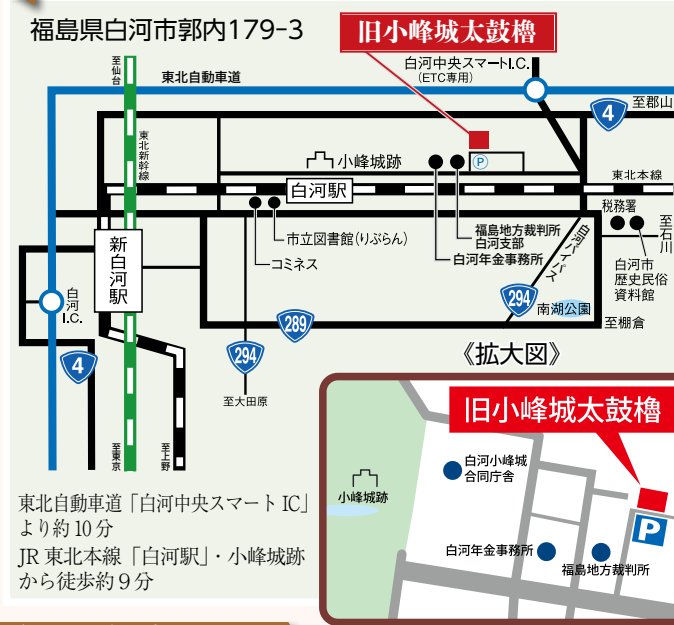 福島県白河市郭内179-3
旧小峰城太鼓櫓
至仙台
東北自動車道
白河中央スマートI.C.
(ETC専用)
4
至郡山
東北新幹線
小峰城跡
P
東北本線
白河駅
税務署
至石川
市立図書館(りぶらん)
福島地方裁判所
白河支部
白河年金事務所
コミネス
白河バイパス
白河市
歴史民俗
資料館
新白河駅
白河I.C.
294
南湖公園
289
至棚倉
294
4
至大田原
至東京
至上野
《拡大図》
旧小峰城太鼓櫓
白河小峰城
合同庁舎
小峰城跡
P
白河年金事務所
福島地方裁判所
東北自動車道「白河中央スマートIC」
より約10分
JR東北本線「白河駅」・小峰城跡
から徒歩約9分